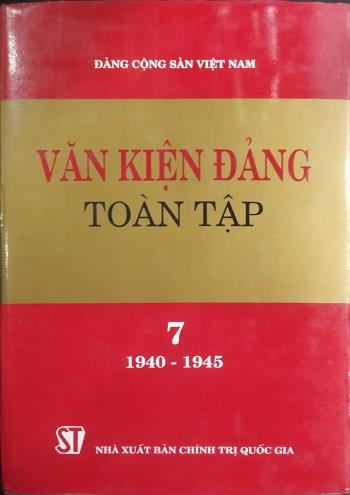 ĐẢNG CỘNG SẢN VIỆT NAM
VĂN KIỆN ĐẢNG
TOÀN TẬP
7
1940 - 1945
ST
NHÀ XUẤT BẢN CHÍNH TRỊ QUỐC GIA